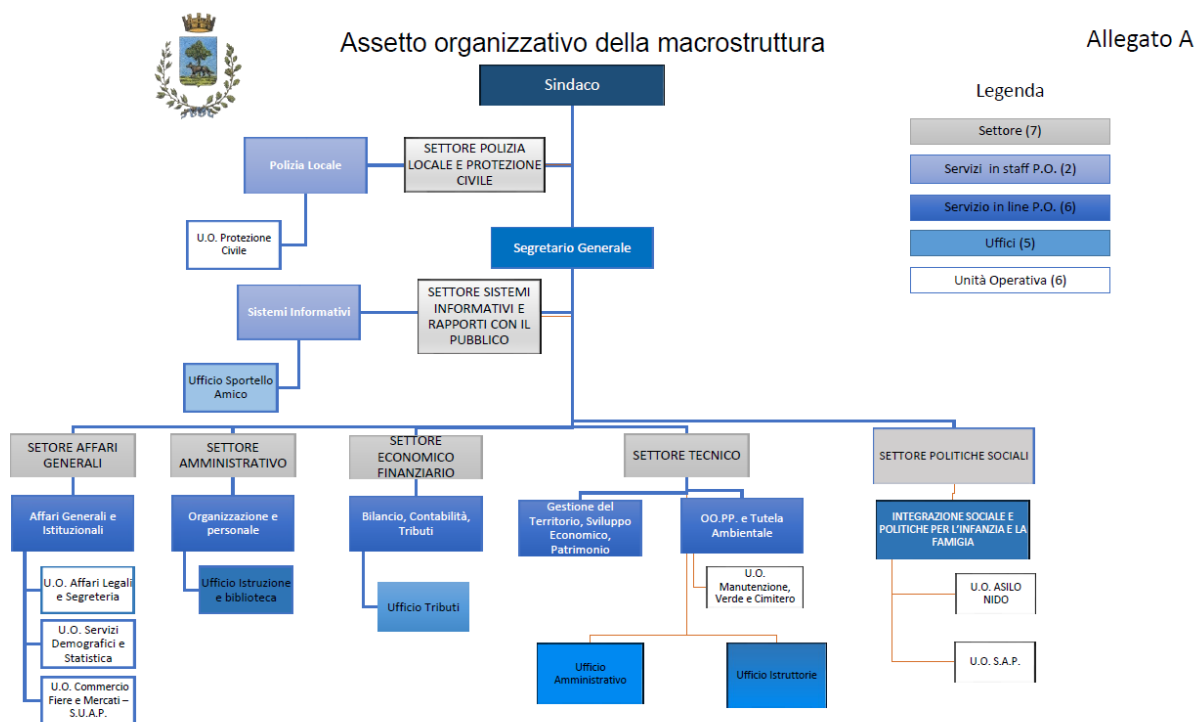 Assetto organizzativo della macrostruttura
Allegato A
Sindaco
Legenda
Settore (7)
Servizi in staff P.O. (2)
Servizio in line P.O. (6)
Uffici (5)
Unità Operativa (6)
Polizia Locale
SETTORE POLIZIA
LOCALE E PROTEZIONE
CIVILE
U.O. Protezione
Civile
Segretario Generale
Sistemi Informativi
SETTORE SISTEMI
INFORMATIVI E
RAPPORTI CON IL
PUBBLICO
Ufficio Sportello
Amico
SETORE AFFARI
GENERALI
SETTORE
AMMINISTRATIVO
SETTORE
ECONOMICO
FINANZIARIO
SETTORE TECNICO
SETTORE POLITICHE SOCIALI
Affari Generali e
Istituzionali
Organizzazione e
personale
Bilancio, Contabilità,
Tributi
Gestione del
Territorio, Sviluppo
Economico,
Patrimonio
OO.PP. e Tutela
Ambientale
INTEGRAZIONE SOCIALE E
POLITICHE PER L'INFANZIA E LA
FAMIGIA
U.O. Affari Legali
e Segreteria
U.O. Servizi
Demografici e
Statistica
U.O. Commercio
Fiere e Mercati –
S.U.A.P.
Ufficio Istruzione
e biblioteca
Ufficio Tributi
U.O.
Manutenzione,
Verde e Cimitero
Ufficio
Amministrativo
Ufficio Istruttorie
U.O. ASILO
NIDO
U.O. S.A.P.